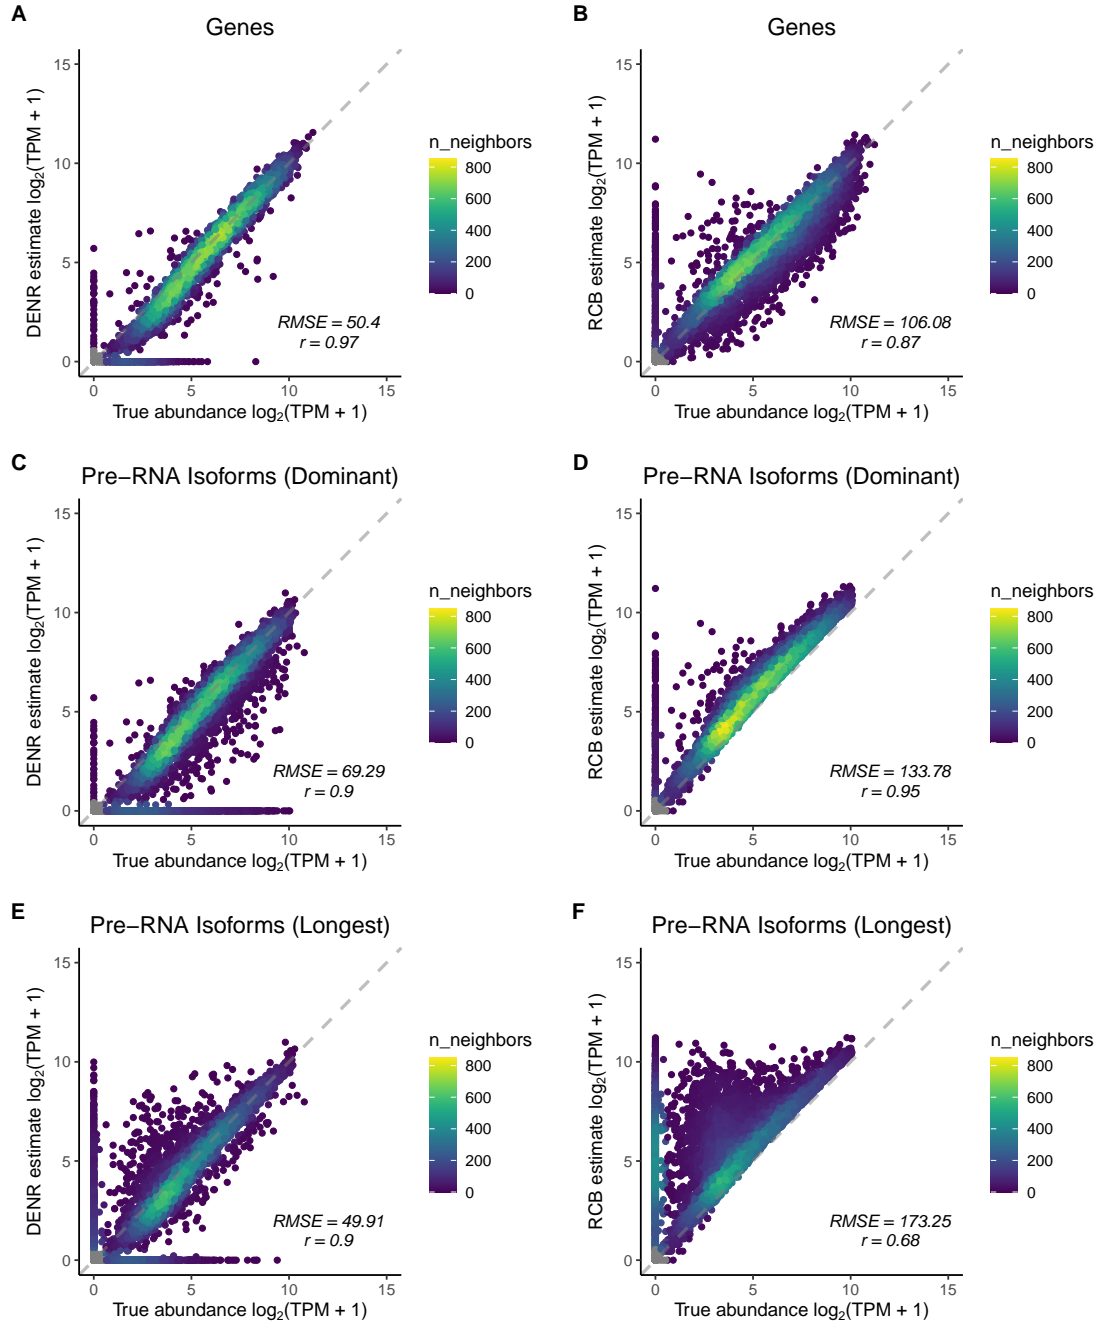 A
Genes
DENR estimate log2(TPM + 1)
15
10
5
0
0 5 10 15
True abundance log2(TPM + 1)
RMSE = 50.4
r = 0.97
n_neighbors
800
600
400
200
0
B
Genes
RCB estimate log2(TPM + 1)
15
10
5
0
0 5 10 15
True abundance log2(TPM + 1)
RMSE = 106.08
r = 0.87
n_neighbors
800
600
400
200
0
C
Pre−RNA Isoforms (Dominant)
DENR estimate log2(TPM + 1)
15
10
5
0
0 5 10 15
True abundance log2(TPM + 1)
RMSE = 69.29
r = 0.9
n_neighbors
800
600
400
200
0
D
Pre−RNA Isoforms (Dominant)
RCB estimate log2(TPM + 1)
15
10
5
0
0 5 10 15
True abundance log2(TPM + 1)
RMSE = 133.78
r = 0.95
n_neighbors
800
600
400
200
0
E
Pre−RNA Isoforms (Longest)
DENR estimate log2(TPM + 1)
15
10
5
0
0 5 10 15
True abundance log2(TPM + 1)
RMSE = 49.91
r = 0.9
n_neighbors
800
600
400
200
0
F
Pre−RNA Isoforms (Longest)
RCB estimate log2(TPM + 1)
15
10
5
0
0 5 10 15
True abundance log2(TPM + 1)
RMSE = 173.25
r = 0.68
n_neighbors
800
600
400
200
0